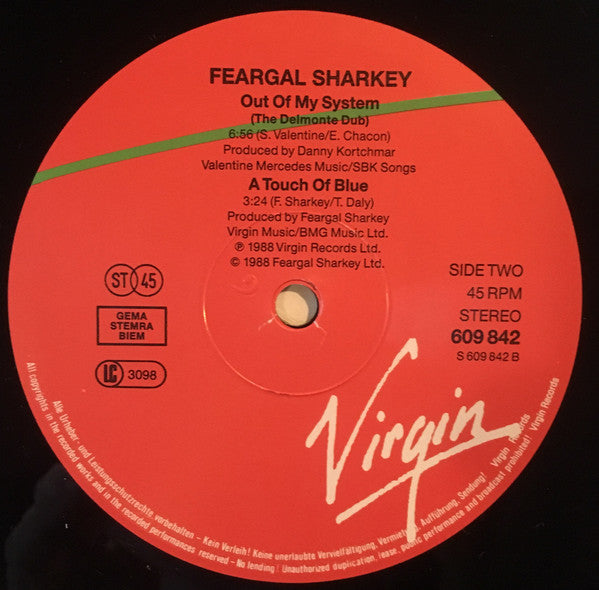 FEARGAL SHARKEY
Out Of My System
(The Delmonte Dub)
6:56 (S. Valentine/E. Chacon)
Produced by Danny Kortchmar
Valentine Mercedes Music/SBK Songs
A Touch Of Blue
3:24 (F. Sharkey/T. Daly)
Produced by Feargal Sharkey
Virgin Music/BMG Music Ltd.
℗ 1988 Virgin Records Ltd.
© 1988 Feargal Sharkey Ltd.
ST 45
GEMA
STEMRA
BIEM
LC 3098
SIDE TWO
45 RPM
STEREO
609 842
S 609 842 B
Virgin
Alle Urheber- und Leistungsschutzrechte vorbehalten - Kein Verleih! Keine unerlaubte Vervielfältigung, Vermietung, Aufführung, Sendung! Virgin Records
All copyrights in the recorded works and in the recorded performances reserved - No lending! Unauthorized duplication, lease, public performance and broadcast prohibited! Virgin Records